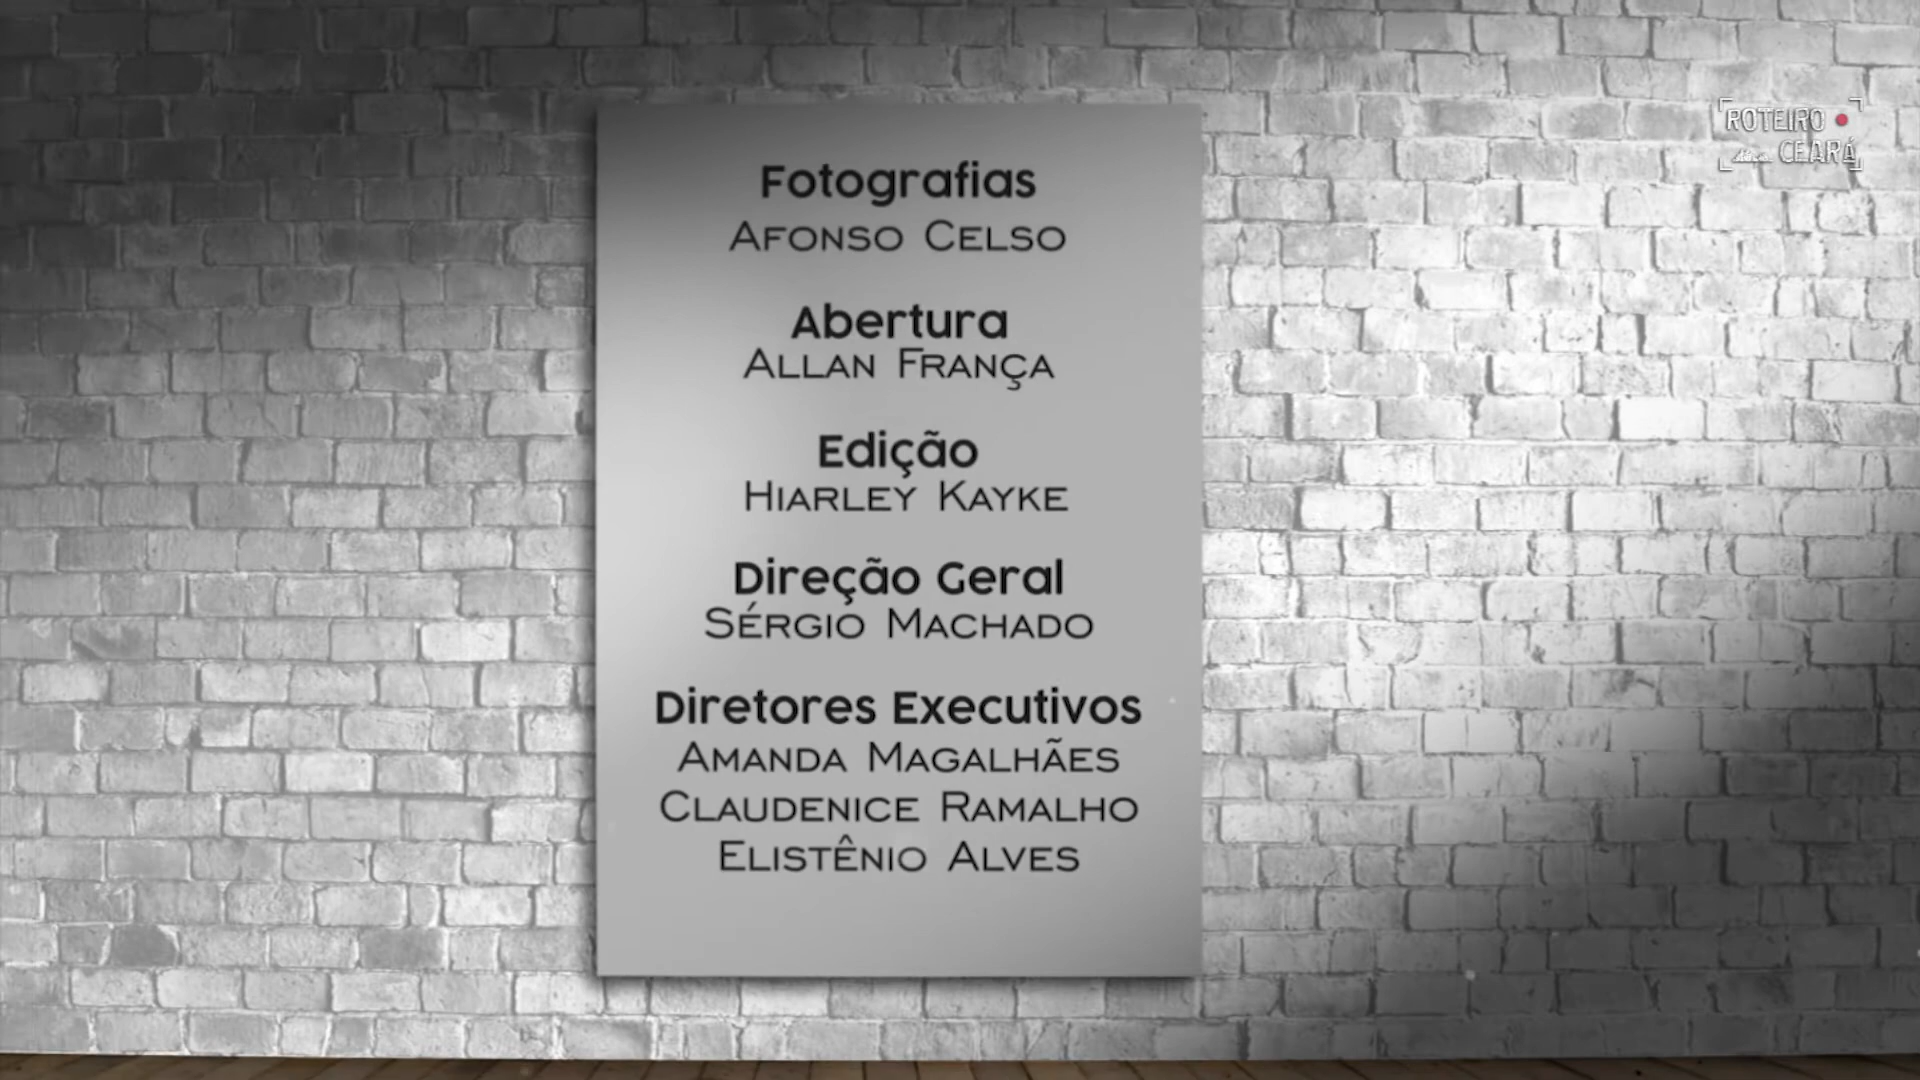 Fotografias
AFONSO CELSO
ROTEIRO
CEARÁ
Abertura
ALLAN FRANÇA
Edição
HIARLEY KAYKE
Direção Geral
SÉRGIO MACHADO
Diretores Executivos
AMANDA MAGALHÃES
CLAUDENICE RAMALHO
ELISTÊNIO ALVES